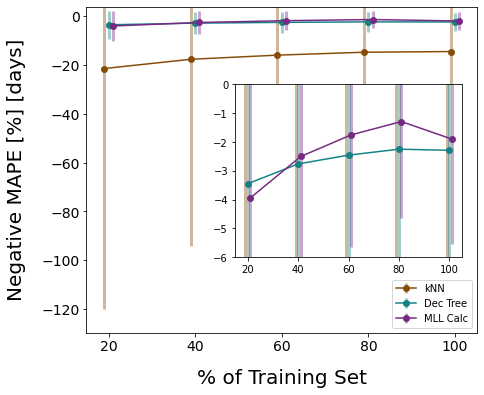 Negative MAPE [%] [days]
0
−20
−40
−60
−80
−100
−120
0
−1
−2
−3
−4
−5
−6
20 40 60 80 100
kNN
Dec Tree
MLL Calc
20 40 60 80 100
% of Training Set